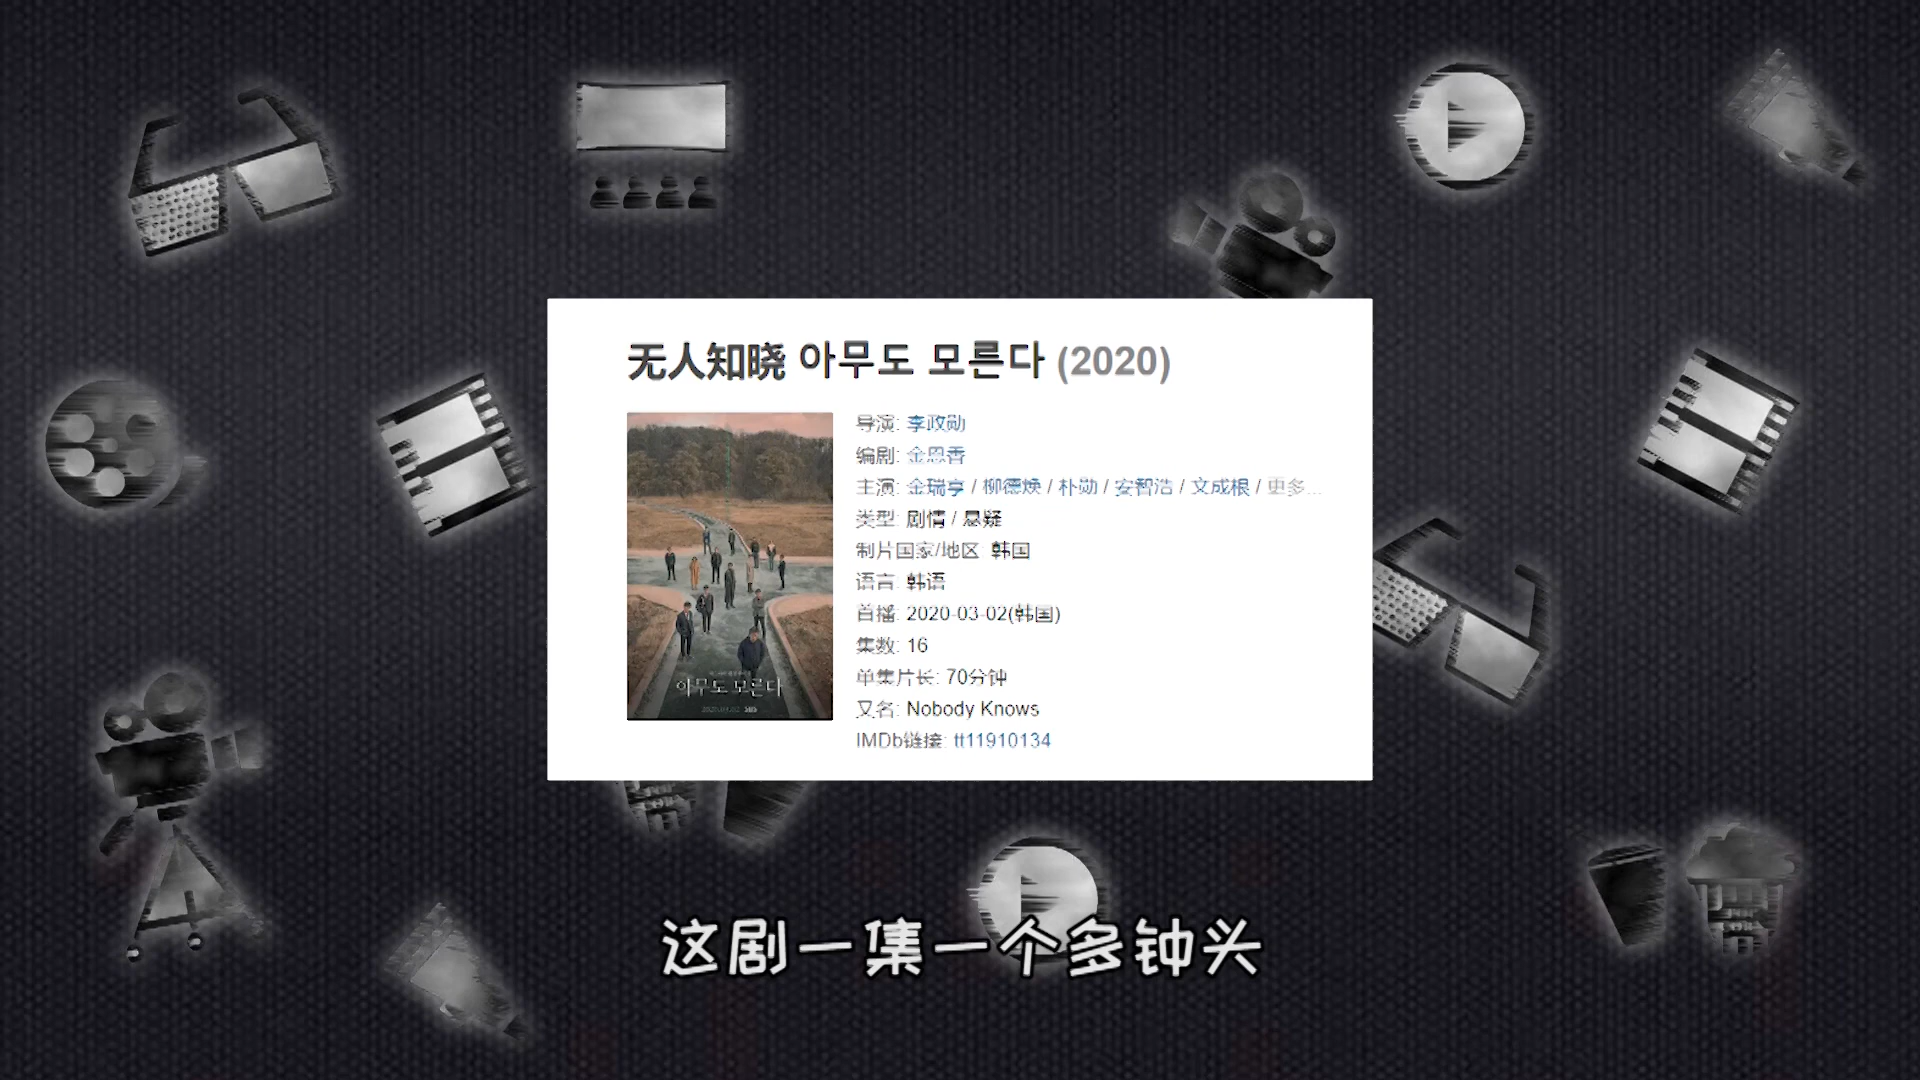 无人知晓 아무도 모른다 (2020)
导演: 李政勋
编剧: 金恩香
主演: 金瑞亨 / 柳德焕 / 朴勋 / 安智浩 / 文成根 / 更多...
类型: 剧情 / 悬疑
制片国家/地区: 韩国
语言: 韩语
首播: 2020-03-02(韩国)
集数: 16
单集片长: 70分钟
又名: Nobody Knows
IMDb链接: tt11910134
아무도 모른다
这剧一集一个多钟头